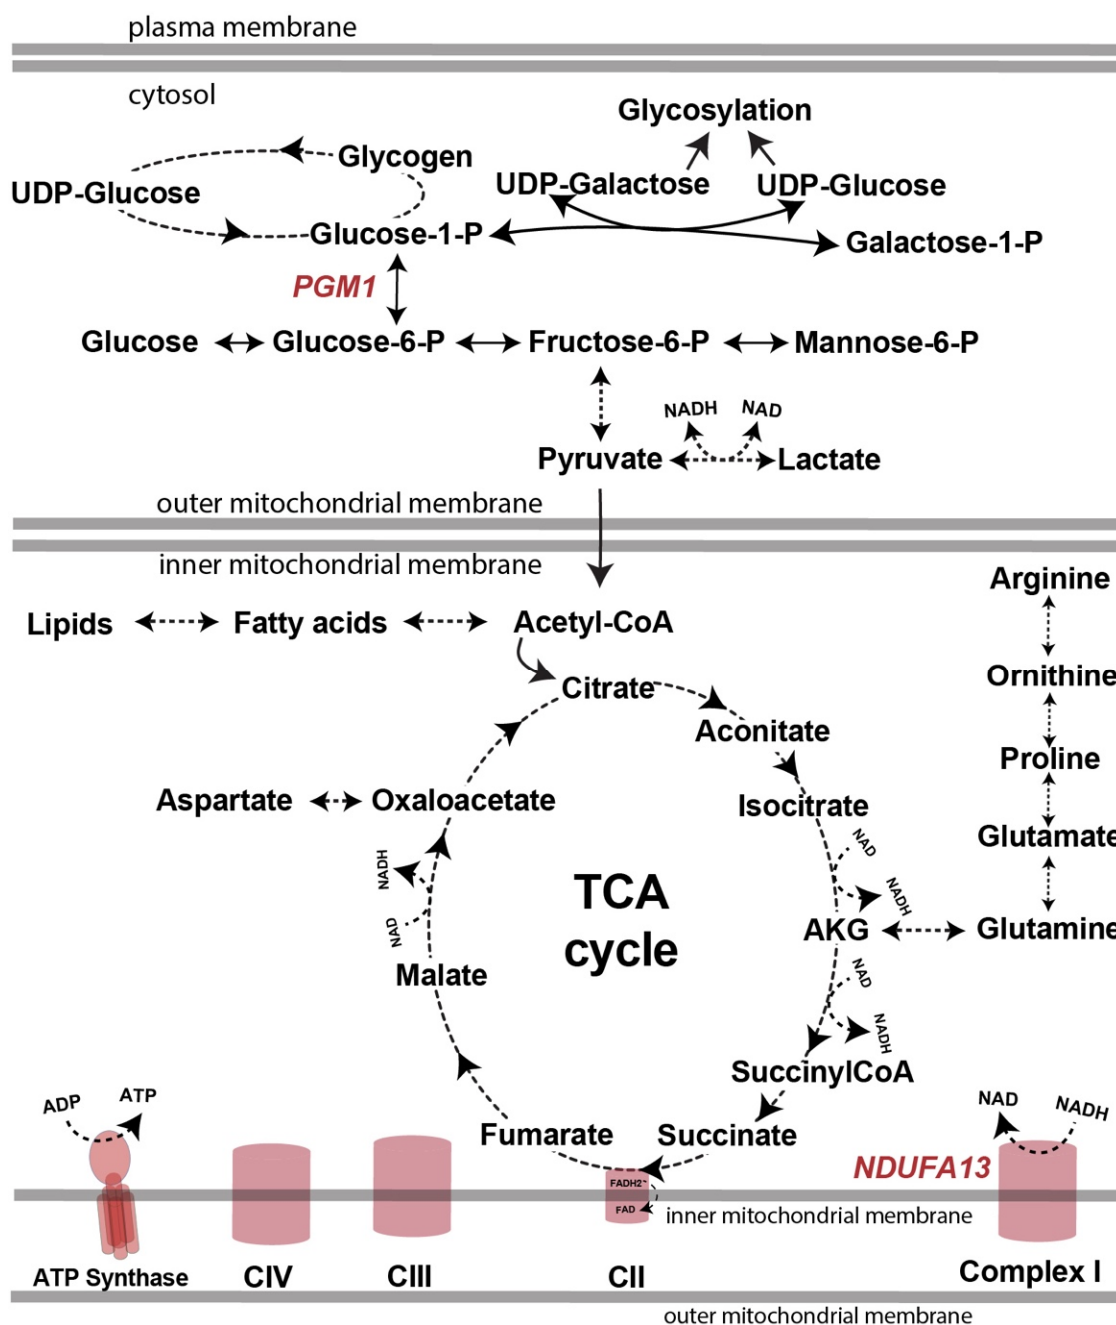 plasma membrane
cytosol
Glycosylation
Glycogen
UDP-Glucose
UDP-Galactose
UDP-Glucose
Glucose-1-P
Galactose-1-P
PGM1
Glucose
Glucose-6-P
Fructose-6-P
Mannose-6-P
NADH
NAD
Pyruvate
Lactate
outer mitochondrial membrane
inner mitochondrial membrane
Arginine
Lipids
Fatty acids
Acetyl-CoA
Ornithine
Citrate
Aconitate
Proline
Aspartate
Oxaloacetate
Isocitrate
Glutamate
NAD
NADH
NADH
NAD
TCA
cycle
AKG
Glutamine
Malate
NAD
NADH
SuccinylCoA
ADP
ATP
NAD
NADH
Fumarate
Succinate
NDUFA13
FADH2
FAD
inner mitochondrial membrane
ATP Synthase
CIV
CIII
CII
Complex I
outer mitochondrial membrane